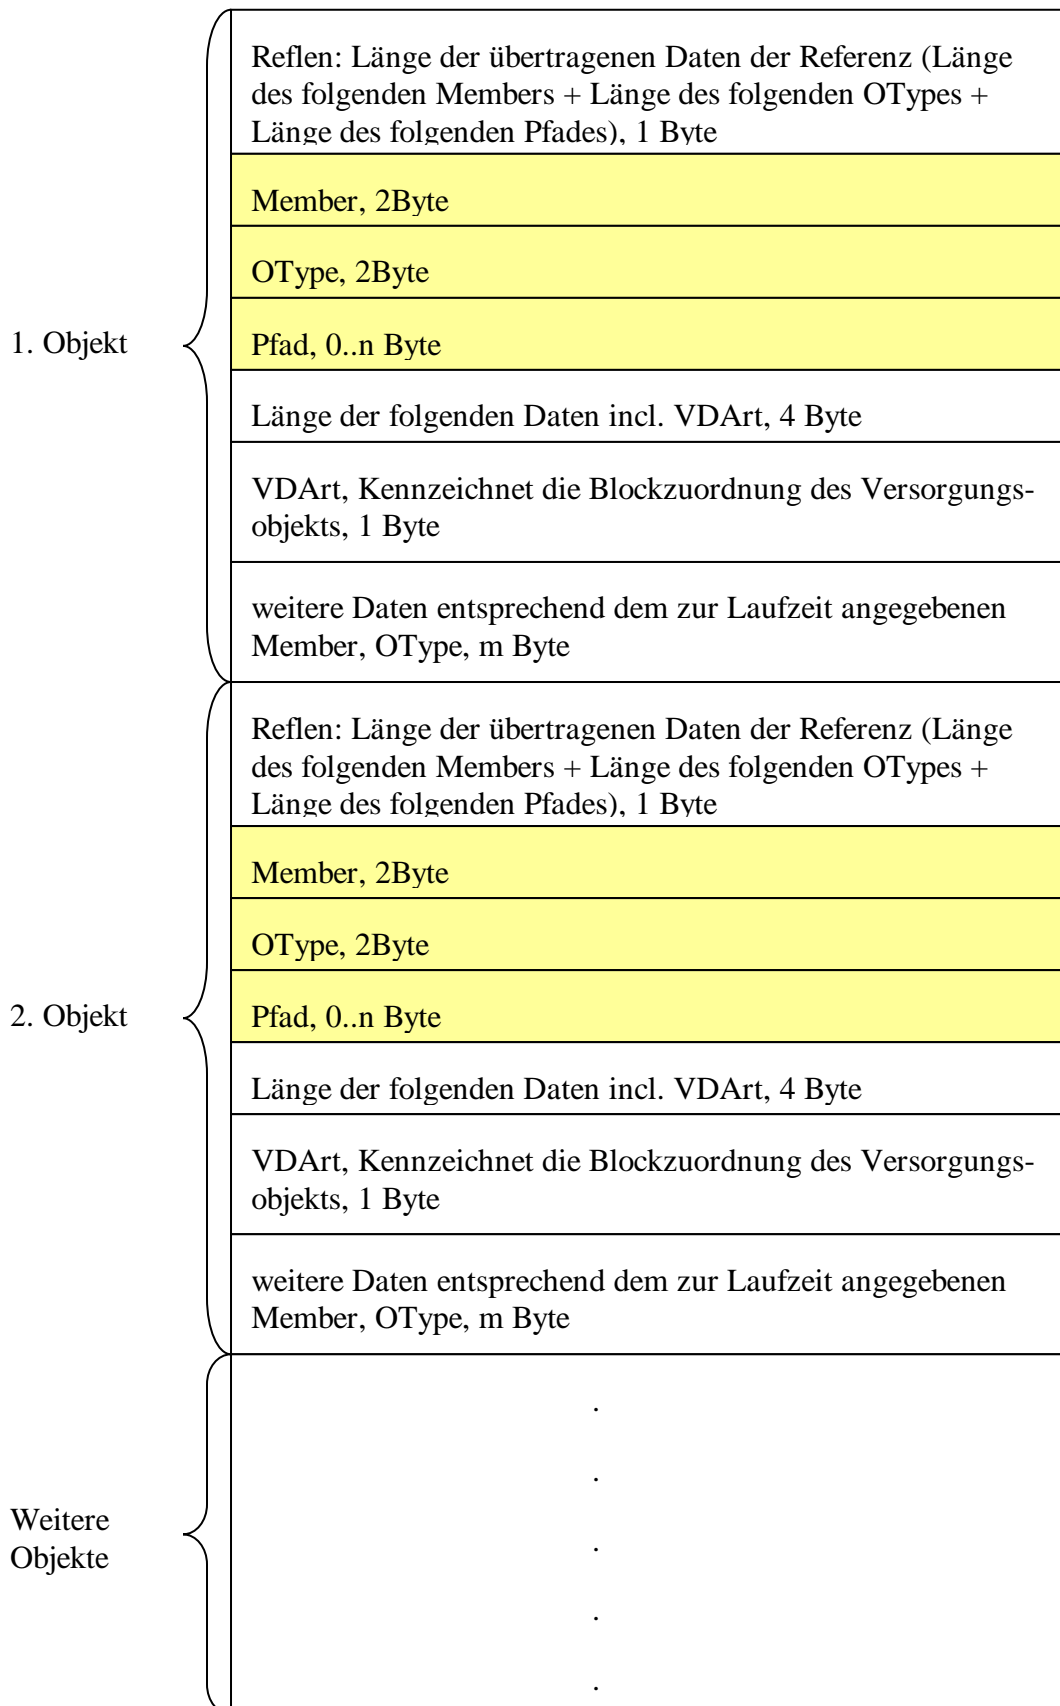 Reflen: Länge der übertragenen Daten der Referenz (Länge
des folgenden Members + Länge des folgenden OTypes +
Länge des folgenden Pfades), 1 Byte
Member, 2Byte
OType, 2Byte
1. Objekt
Pfad, 0..n Byte
Länge der folgenden Daten incl. VDArt, 4 Byte
VDArt, Kennzeichnet die Blockzuordnung des Versorgungs-
objekts, 1 Byte
weitere Daten entsprechend dem zur Laufzeit angegebenen
Member, OType, m Byte
Reflen: Länge der übertragenen Daten der Referenz (Länge
des folgenden Members + Länge des folgenden OTypes +
Länge des folgenden Pfades), 1 Byte
Member, 2Byte
OType, 2Byte
2. Objekt
Pfad, 0..n Byte
Länge der folgenden Daten incl. VDArt, 4 Byte
VDArt, Kennzeichnet die Blockzuordnung des Versorgungs-
objekts, 1 Byte
weitere Daten entsprechend dem zur Laufzeit angegebenen
Member, OType, m Byte
.
.
Weitere
Objekte
.
.
.